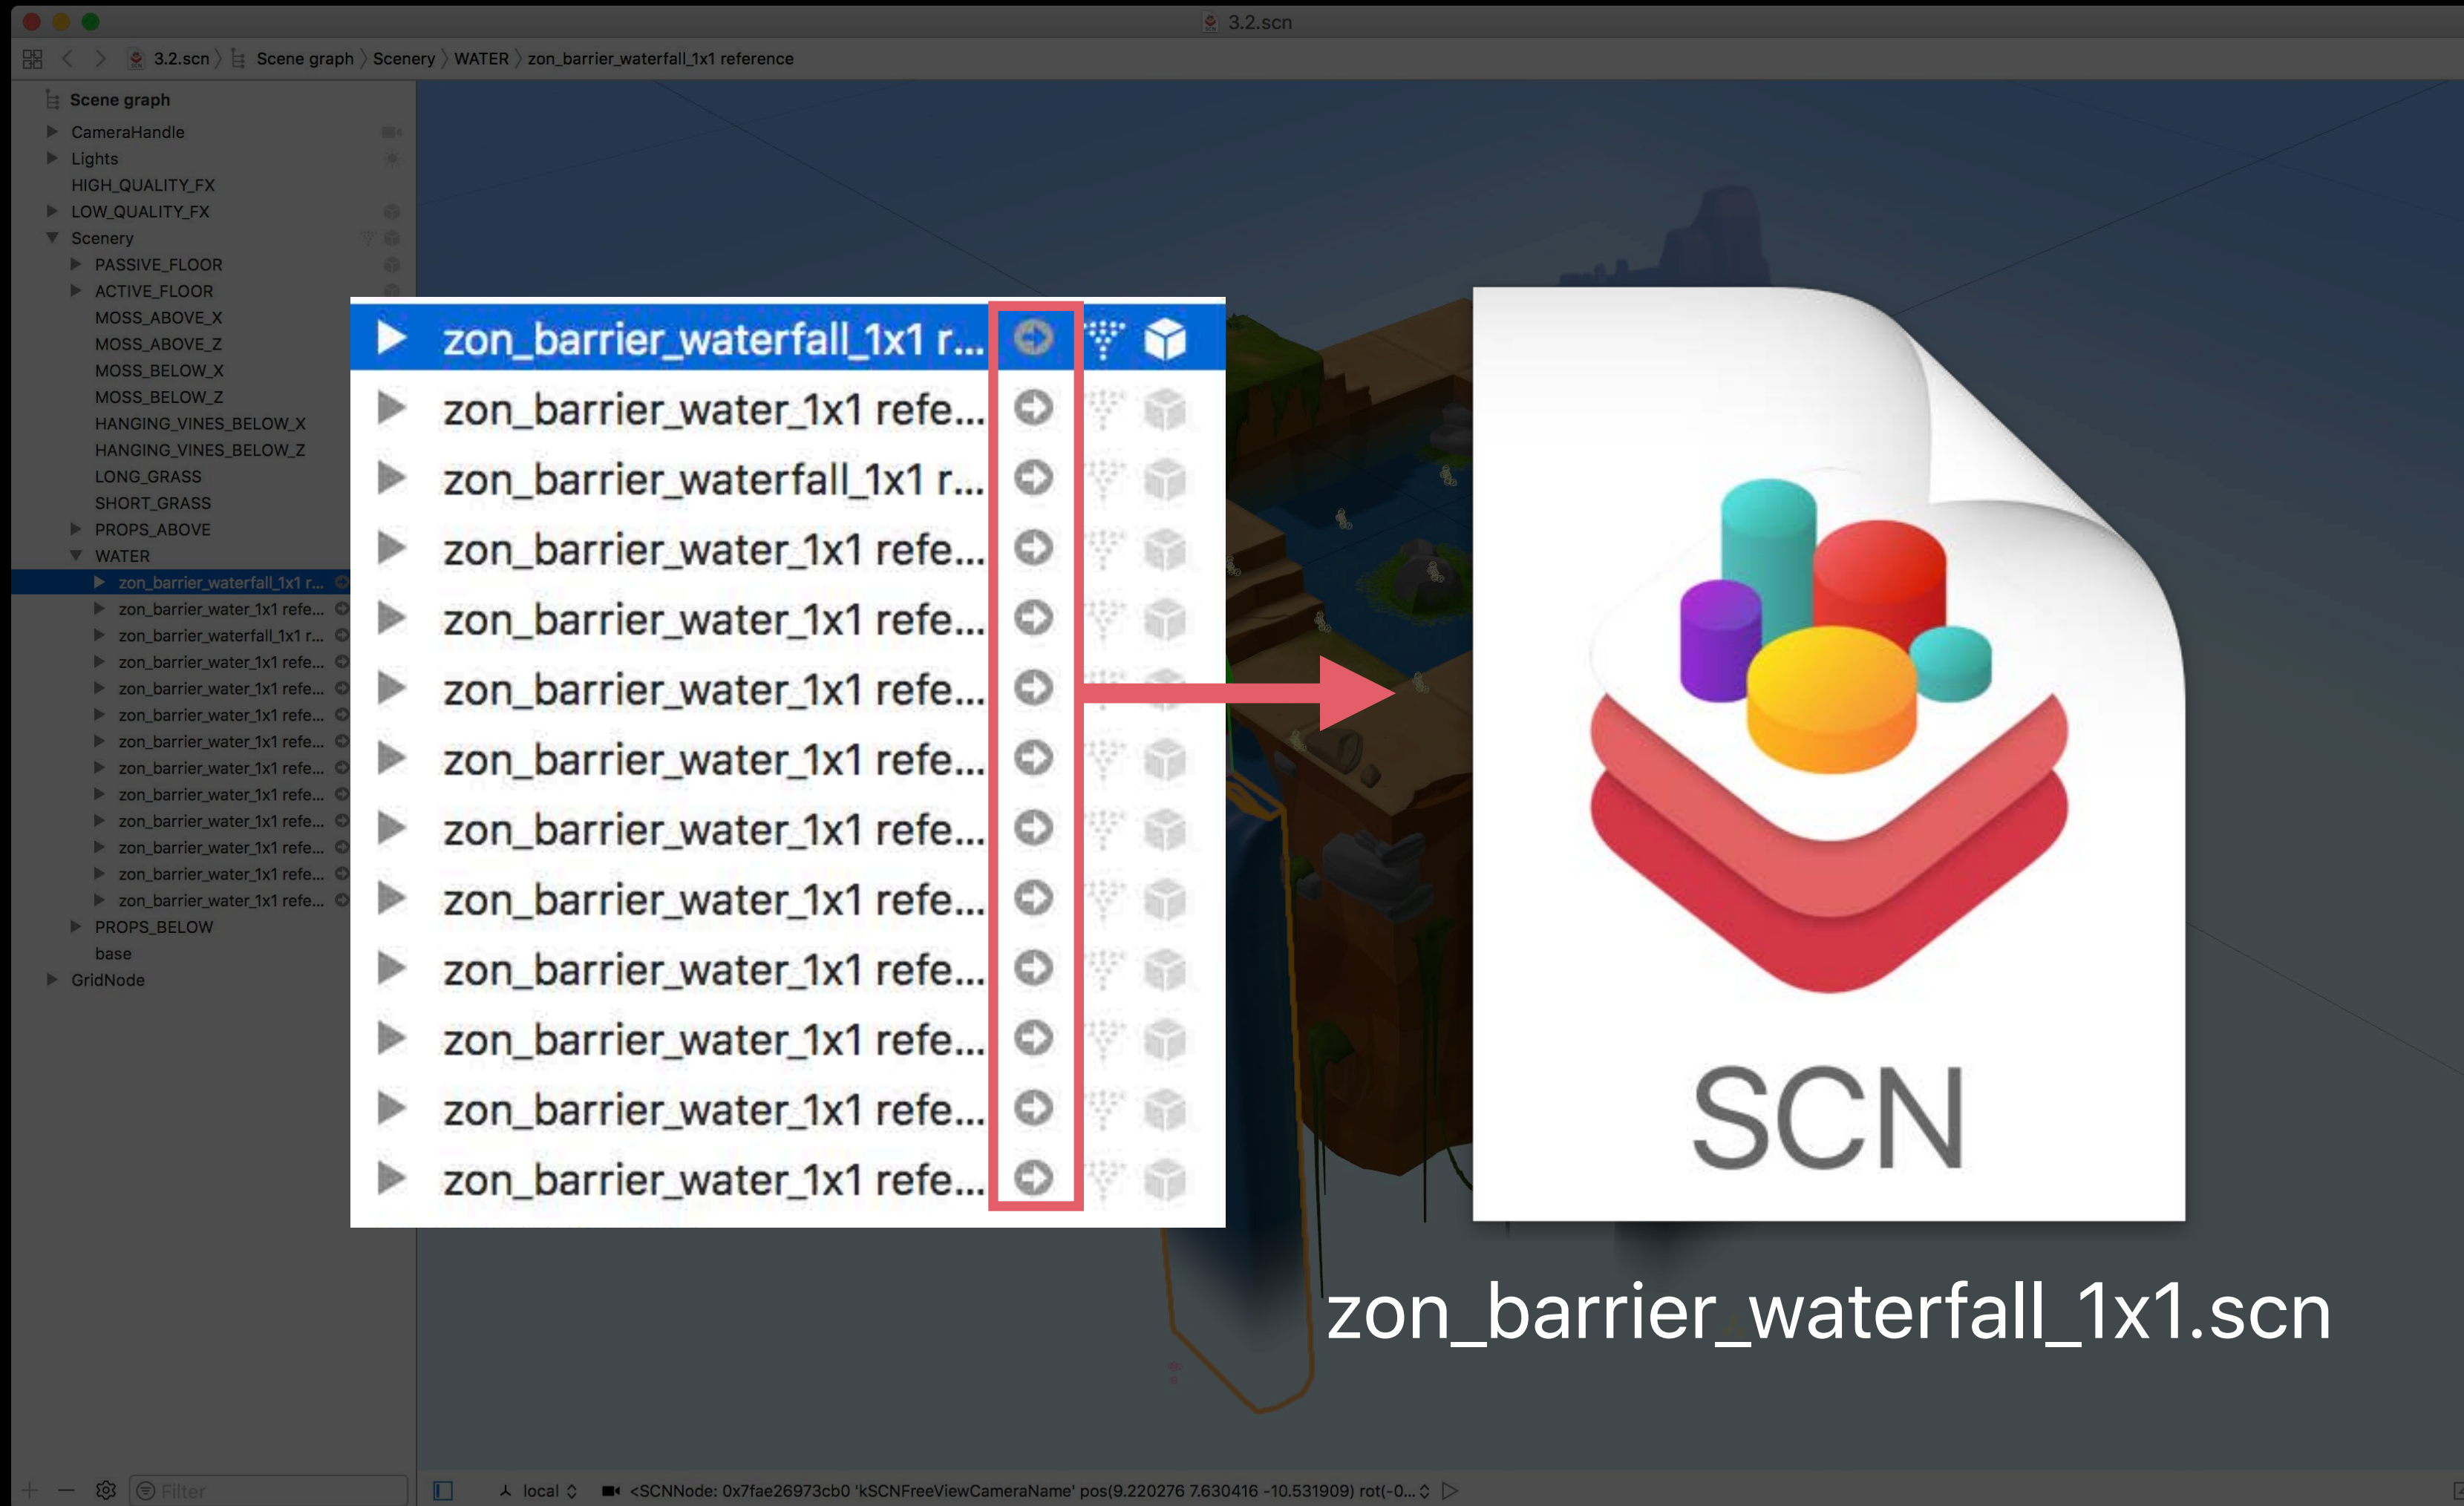 3.2.scn
3.2.scn Scene graph Scenery WATER zon_barrier_waterfall_1x1 reference
Scene graph
CameraHandle
Lights
HIGH_QUALITY_FX
LOW_QUALITY_FX
Scenery
PASSIVE_FLOOR
ACTIVE_FLOOR
MOSS_ABOVE_X
MOSS_ABOVE_Z
MOSS_BELOW_X
MOSS_BELOW_Z
HANGING_VINES_BELOW_X
HANGING_VINES_BELOW_Z
LONG_GRASS
SHORT_GRASS
PROPS_ABOVE
WATER
zon_barrier_waterfall_1x1 r...
zon_barrier_water_1x1 refe...
zon_barrier_waterfall_1x1 r...
zon_barrier_water_1x1 refe...
zon_barrier_water_1x1 refe...
zon_barrier_water_1x1 refe...
zon_barrier_water_1x1 refe...
zon_barrier_water_1x1 refe...
zon_barrier_water_1x1 refe...
zon_barrier_water_1x1 refe...
zon_barrier_water_1x1 refe...
zon_barrier_water_1x1 refe...
zon_barrier_water_1x1 refe...
PROPS_BELOW
base
GridNode
zon_barrier_waterfall_1x1 r...
zon_barrier_water_1x1 refe...
zon_barrier_waterfall_1x1 r...
zon_barrier_water_1x1 refe...
zon_barrier_water_1x1 refe...
zon_barrier_water_1x1 refe...
zon_barrier_water_1x1 refe...
zon_barrier_water_1x1 refe...
zon_barrier_water_1x1 refe...
zon_barrier_water_1x1 refe...
zon_barrier_water_1x1 refe...
zon_barrier_water_1x1 refe...
zon_barrier_water_1x1 refe...
SCN
zon_barrier_waterfall_1x1.scn
Filter
local <SCNNode: 0x7fae26973cb0 'kSCNFreeViewCameraName' pos(9.220276 7.630416 -10.531909) rot(-0...